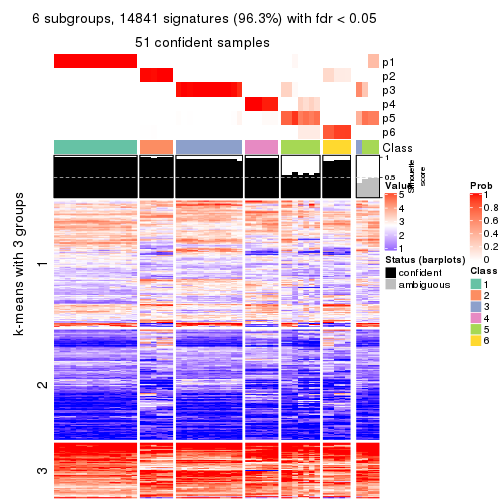 6 subgroups, 14841 signatures (96.3%) with fdr < 0.05
51 confident samples
p1
p2
p3
p4
p5
p6
Class
1
0.5
0
Silhouette
score
k-means with 3 groups
1
2
3
Value
5
4
3
2
1
Status (barplots)
confident
ambiguous
Prob
1
0.8
0.6
0.4
0.2
0
Class
1
2
3
4
5
6